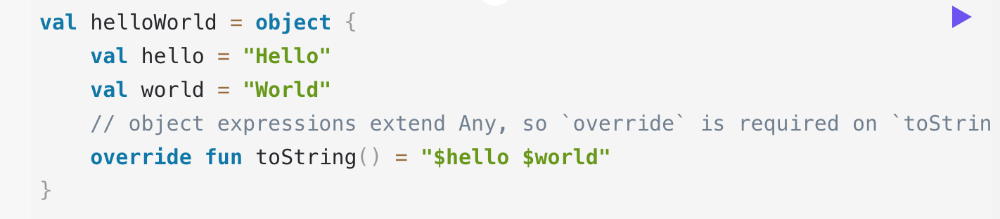 val helloWorld = object {
    val hello = "Hello"
    val world = "World"
    // object expressions extend Any, so `override` is required on `toStrin
    override fun toString() = "$hello $world"
}